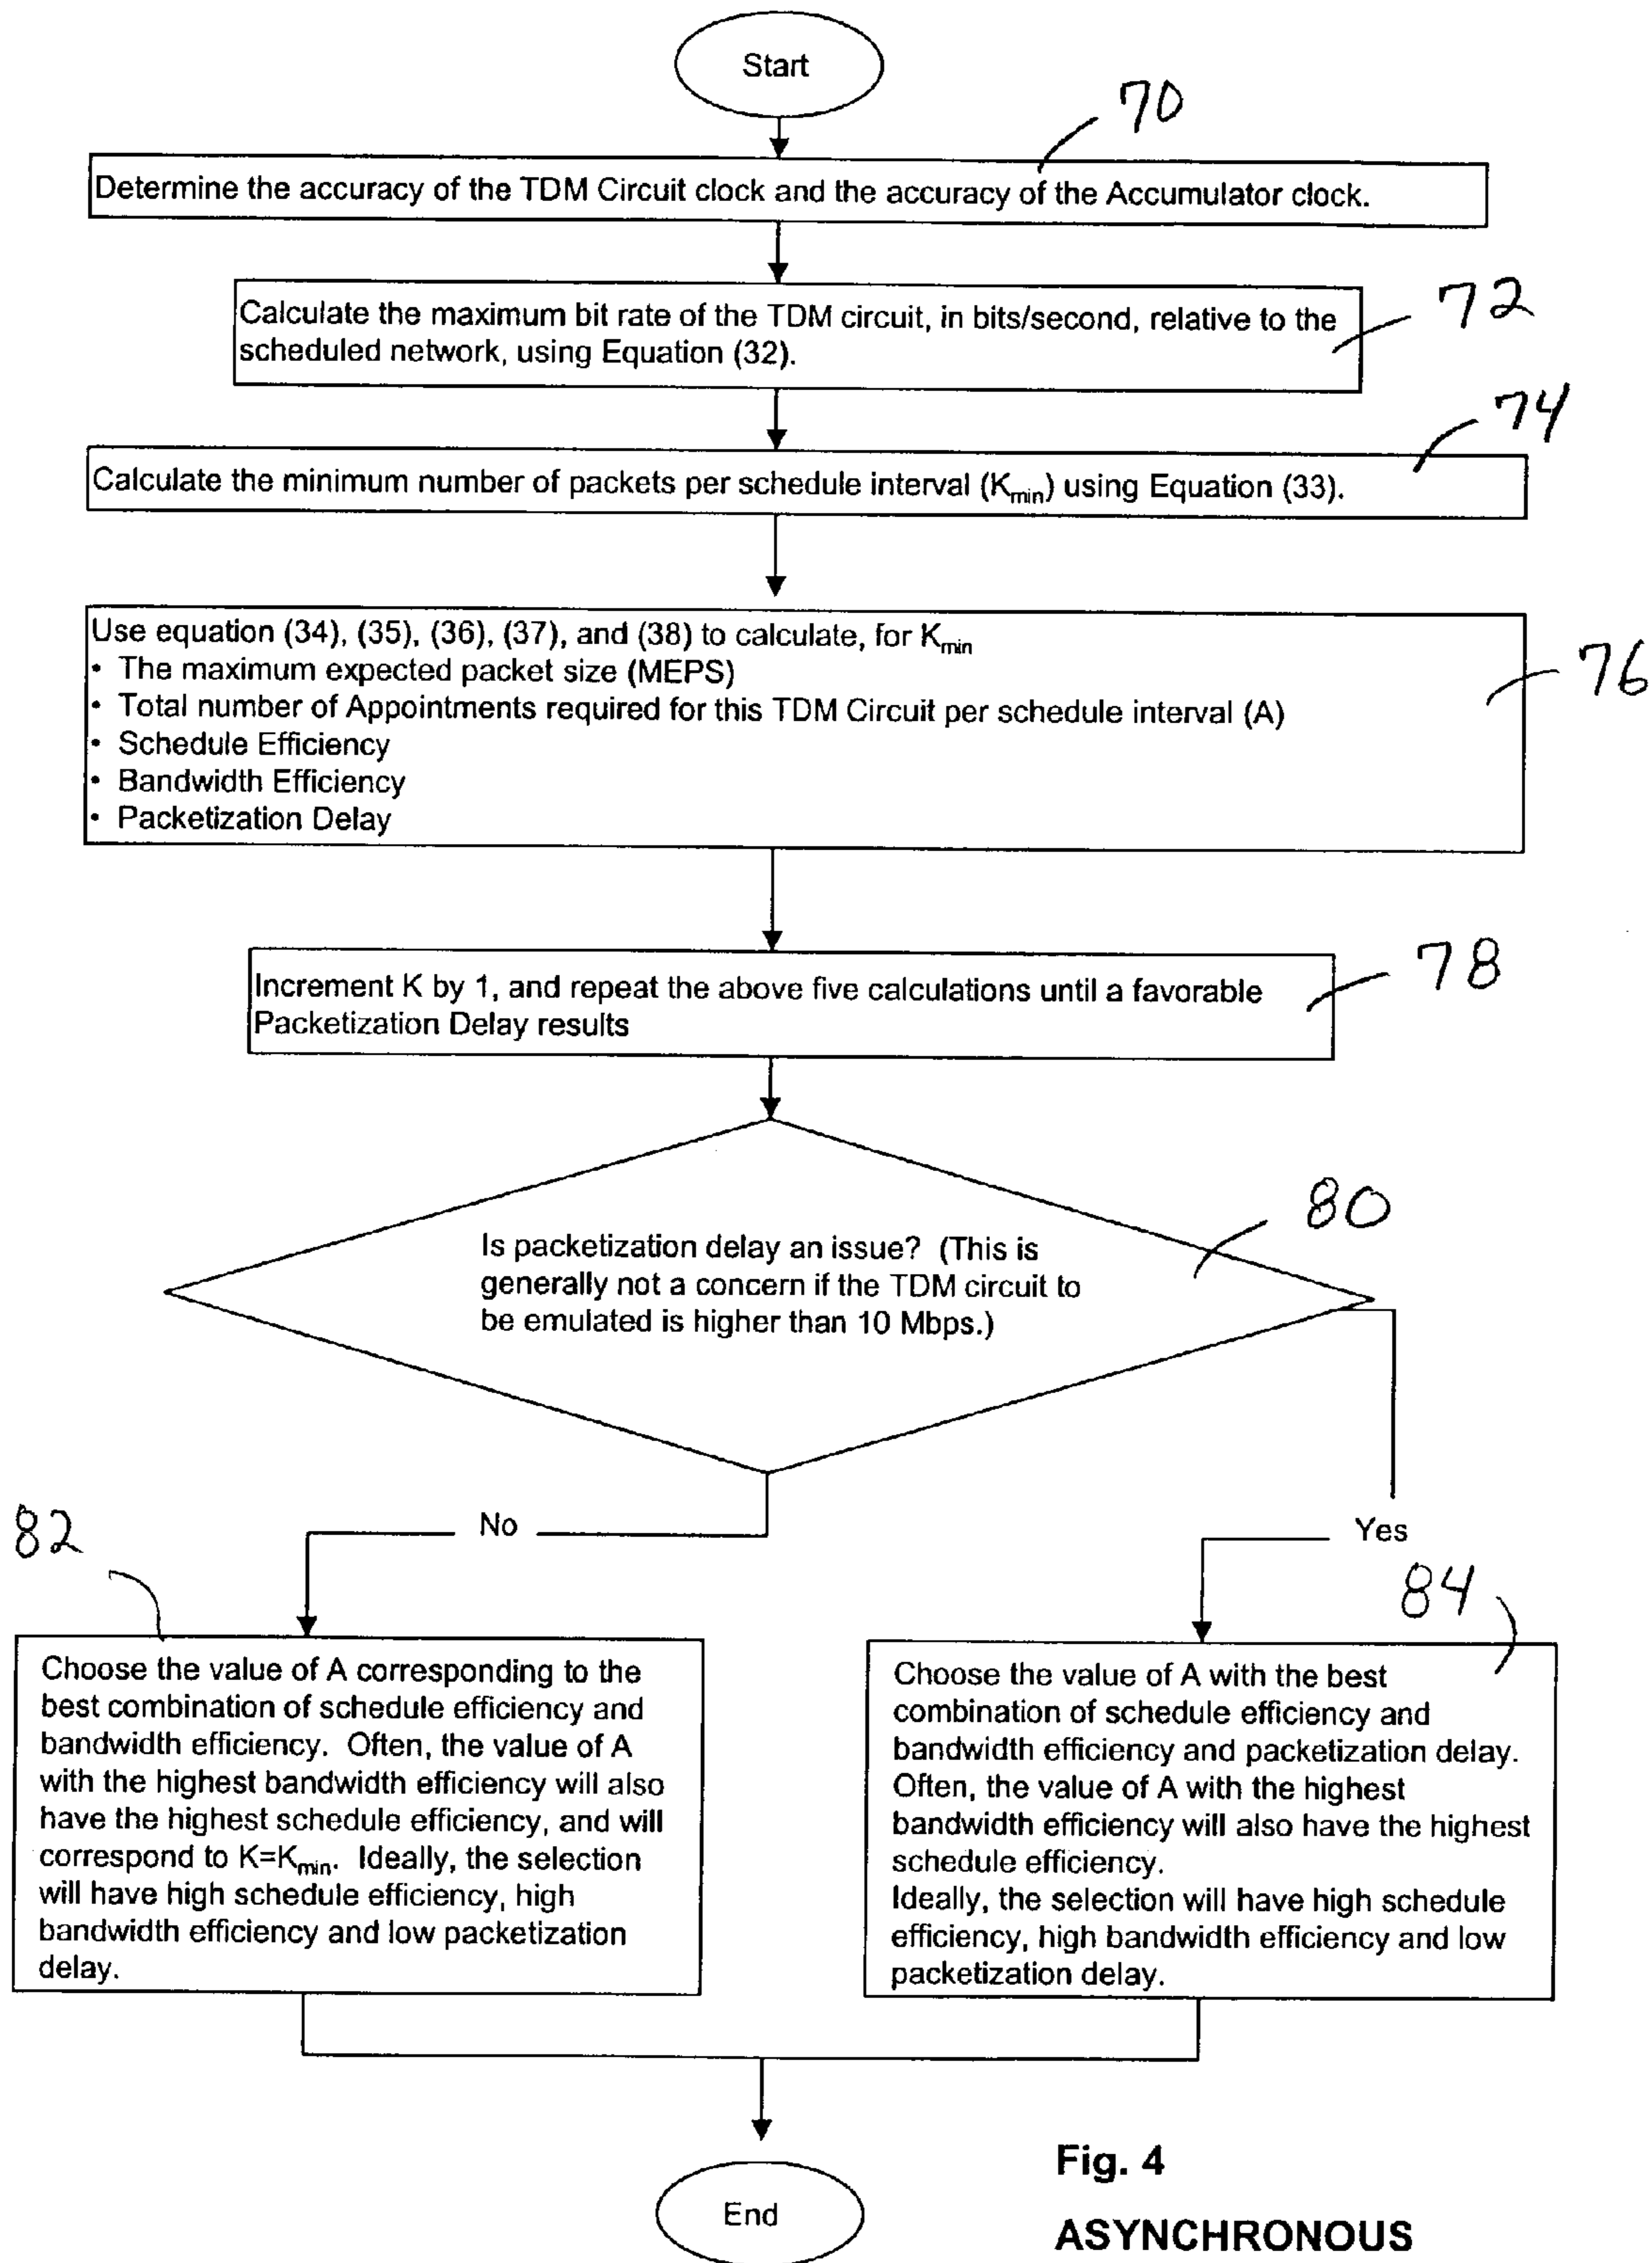 Start
70
Determine the accuracy of the TDM Circuit clock and the accuracy of the Accumulator clock.
Calculate the maximum bit rate of the TDM circuit, in bits/second, relative to the
scheduled network, using Equation (32).
72
74
Calculate the minimum number of packets per schedule interval (Kmin) using Equation (33).
Use equation (34), (35), (36), (37), and (38) to calculate, for Kmin
• The maximum expected packet size (MEPS)
• Total number of Appointments required for this TDM Circuit per schedule interval (A)
• Schedule Efficiency
• Bandwidth Efficiency
• Packetization Delay
76
Increment K by 1, and repeat the above five calculations until a favorable
Packetization Delay results
78
80
Is packetization delay an issue? (This is
generally not a concern if the TDM circuit to
be emulated is higher than 10 Mbps.)
No
Yes
82
Choose the value of A corresponding to the
best combination of schedule efficiency and
bandwidth efficiency. Often, the value of A
with the highest bandwidth efficiency will also
have the highest schedule efficiency, and will
correspond to K=Kmin. Ideally, the selection
will have high schedule efficiency, high
bandwidth efficiency and low packetization
delay.
84
Choose the value of A with the best
combination of schedule efficiency and
bandwidth efficiency and packetization delay.
Often, the value of A with the highest
bandwidth efficiency will also have the highest
schedule efficiency.
Ideally, the selection will have high schedule
efficiency, high bandwidth efficiency and low
packetization delay.
End
Fig. 4
ASYNCHRONOUS